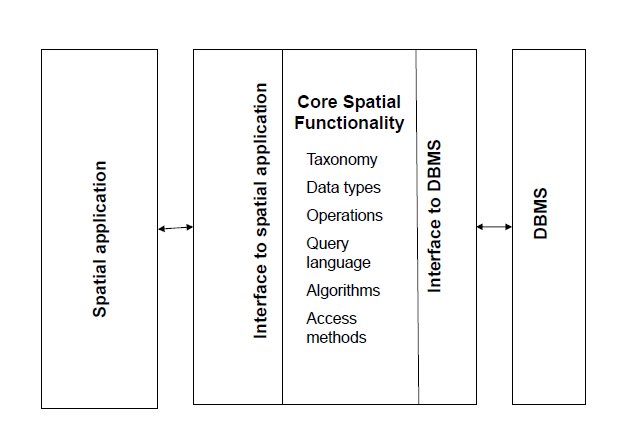 Spatial application
Interface to spatial application
Core Spatial
Functionality
Taxonomy
Data types
Operations
Query
language
Algorithms
Access
methods
Interface to DBMS
DBMS